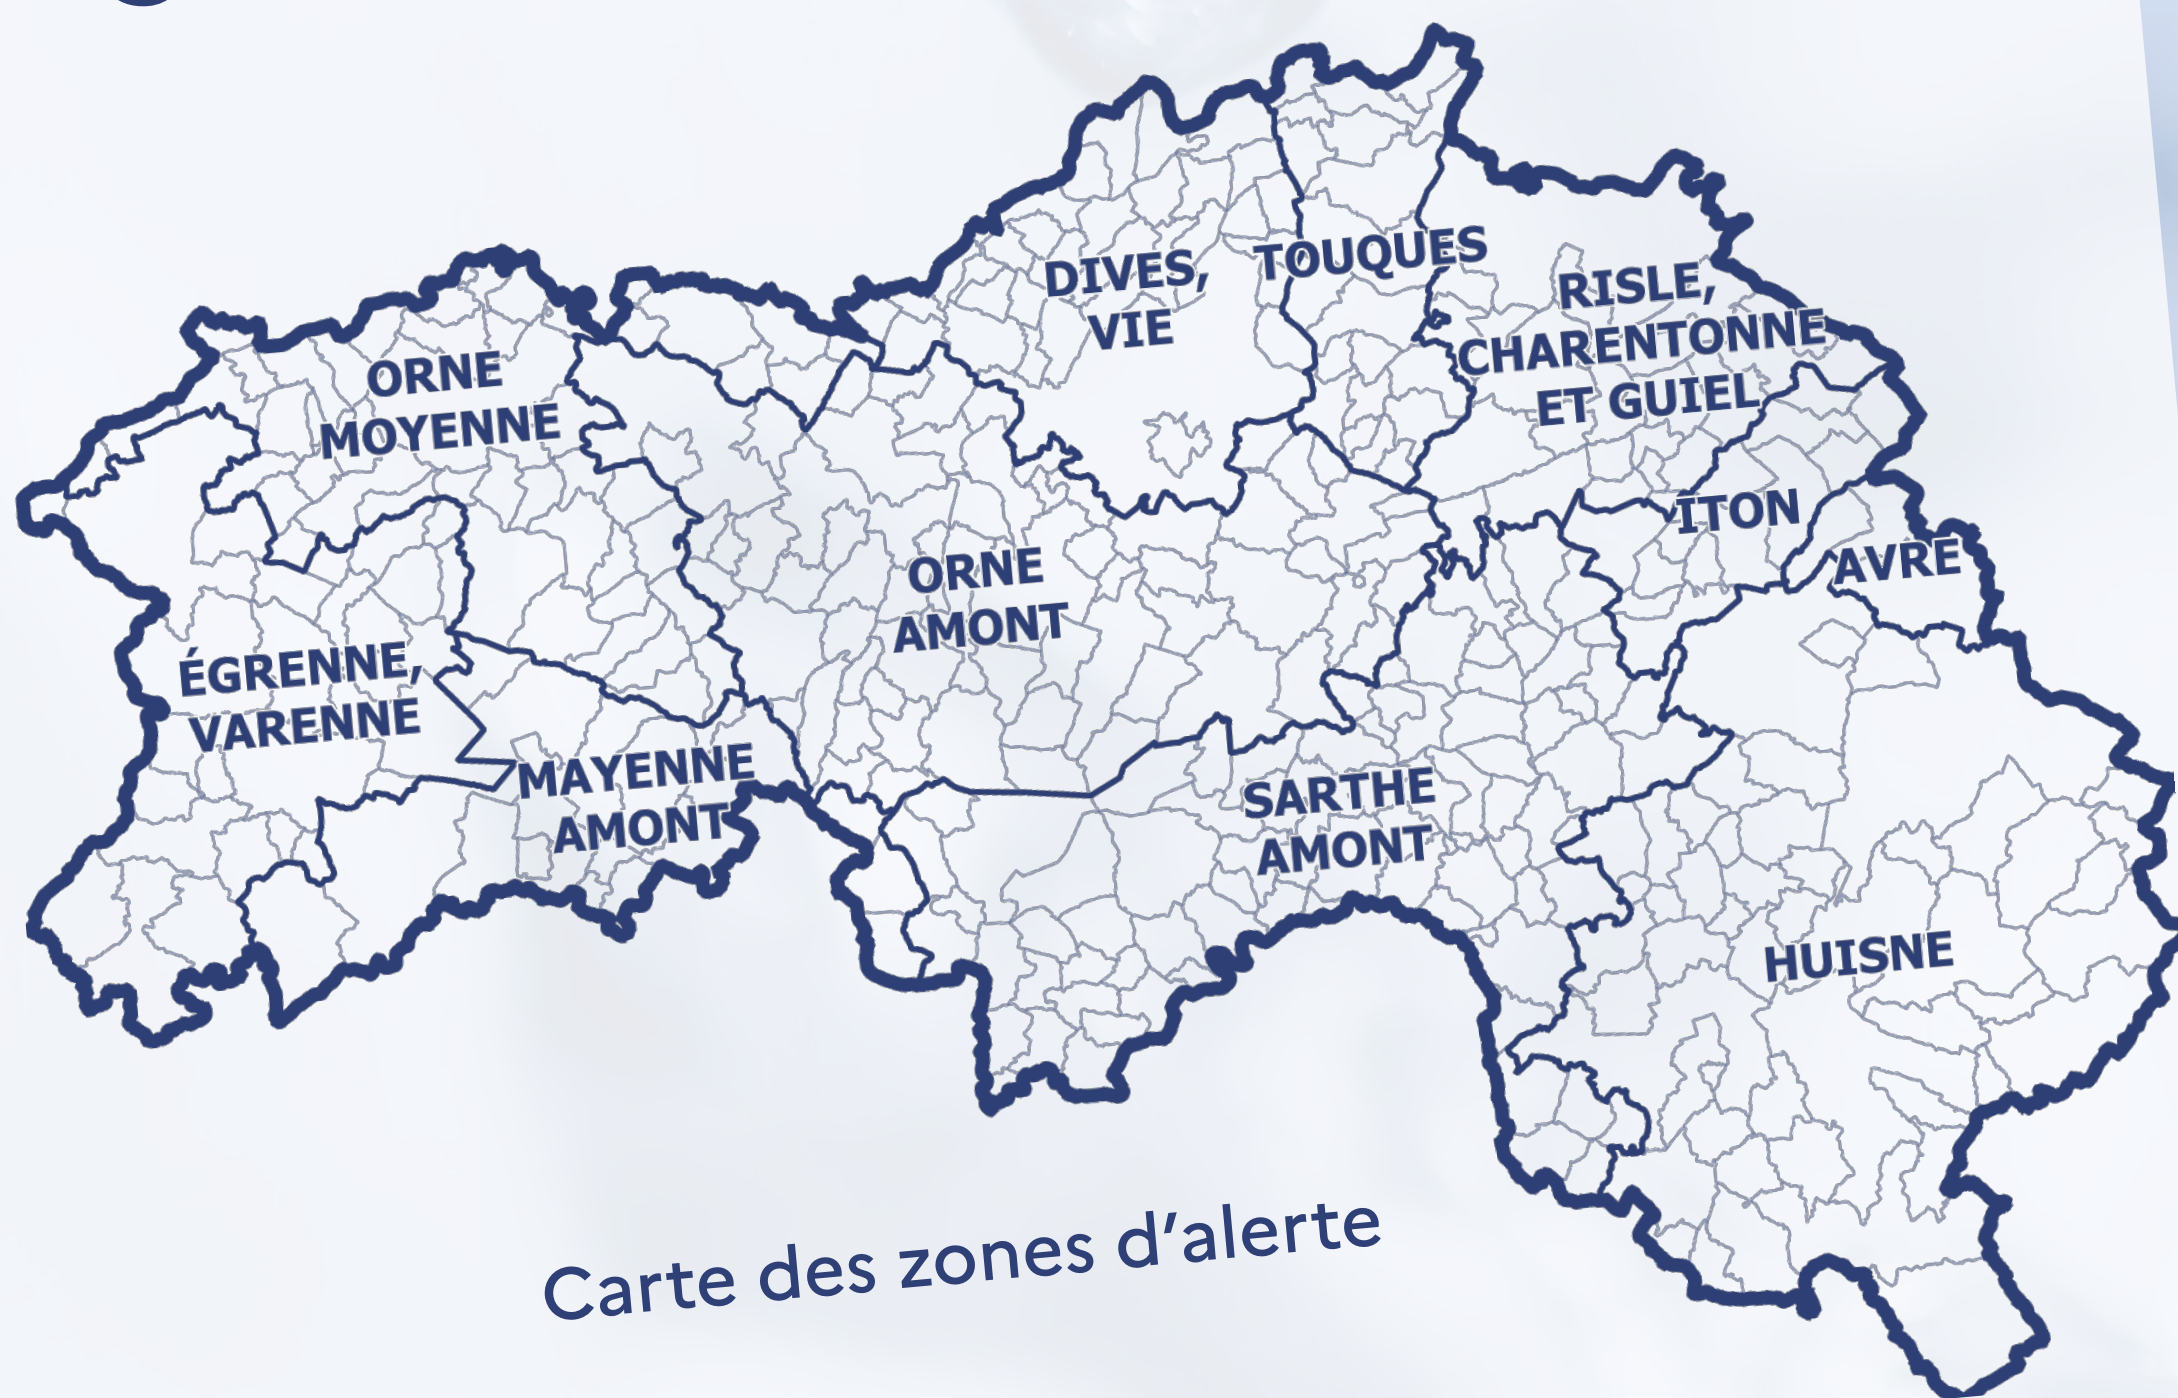 DIVES,
VIE
TOUQUES
RISLE,
CHARENTONNE
ET GUIEL
ORNE
MOYENNE
ITON
AVRE
ORNE
AMONT
ÉGRENNE,
VARENNE
MAYENNE
AMONT
SARTHE
AMONT
HUISNE
Carte des zones d'alerte